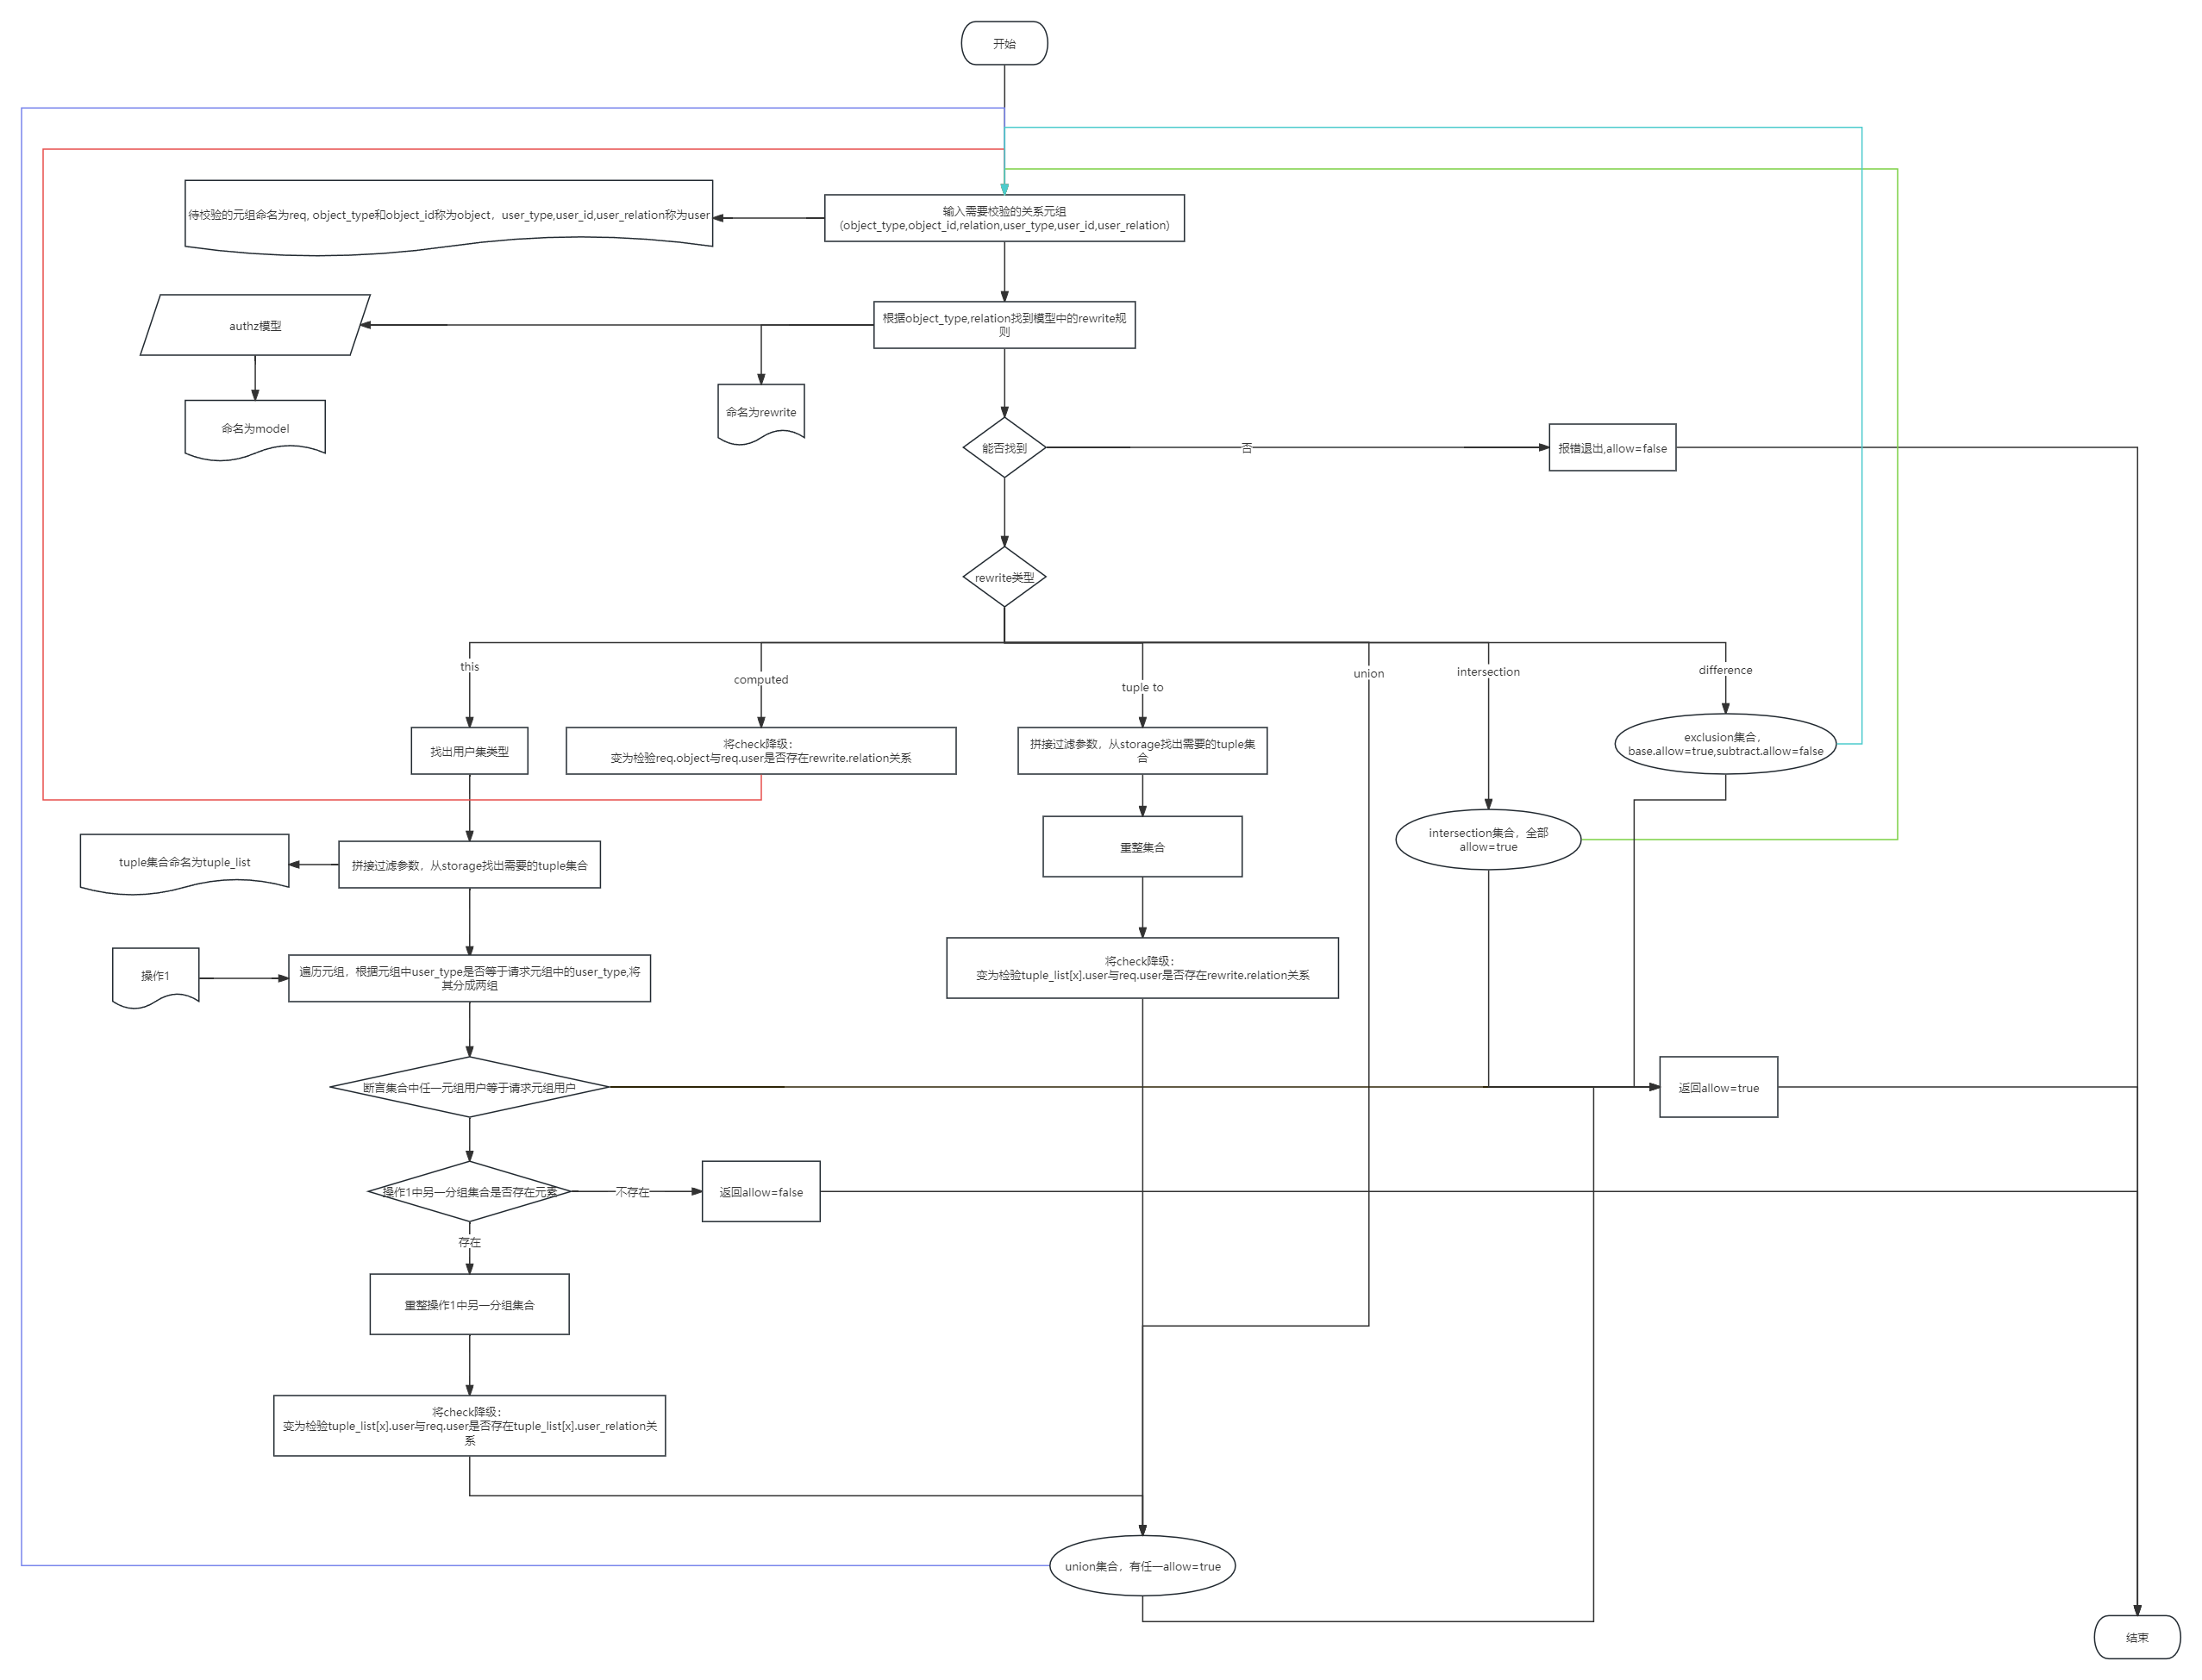 开始
待校验的元组命名为req, object_type和object_id称为object，user_type,user_id,user_relation称为user
输入需要校验的关系元组
(object_type,object_id,relation,user_type,user_id,user_relation)
authz模型
根据object_type,relation找到模型中的rewrite规
则
命名为model
命名为rewrite
能否找到
否
报错退出,allow=false
rewrite类型
this
computed
tuple to
union
intersection
difference
找出用户集类型
将check降级：
变为检验req.object与req.user是否存在rewrite.relation关系
拼接过滤参数，从storage找出需要的tuple集
合
exclusion集合，
base.allow=true,subtract.allow=false
intersection集合，全部
allow=true
tuple集合命名为tuple_list
拼接过滤参数，从storage找出需要的tuple集合
重整集合
操作1
遍历元组，根据元组中user_type是否等于请求元组中的user_type,将
其分成两组
将check降级：
变为检验tuple_list[x].user与req.user是否存在rewrite.relation关系
断言集合中任一元组用户等于请求元组用户
返回allow=true
操作1中另一分组集合是否存在元素
不存在
返回allow=false
存在
重整操作1中另一分组集合
将check降级：
变为检验tuple_list[x].user与req.user是否存在tuple_list[x].user_relation关
系
union集合，有任一allow=true
结束